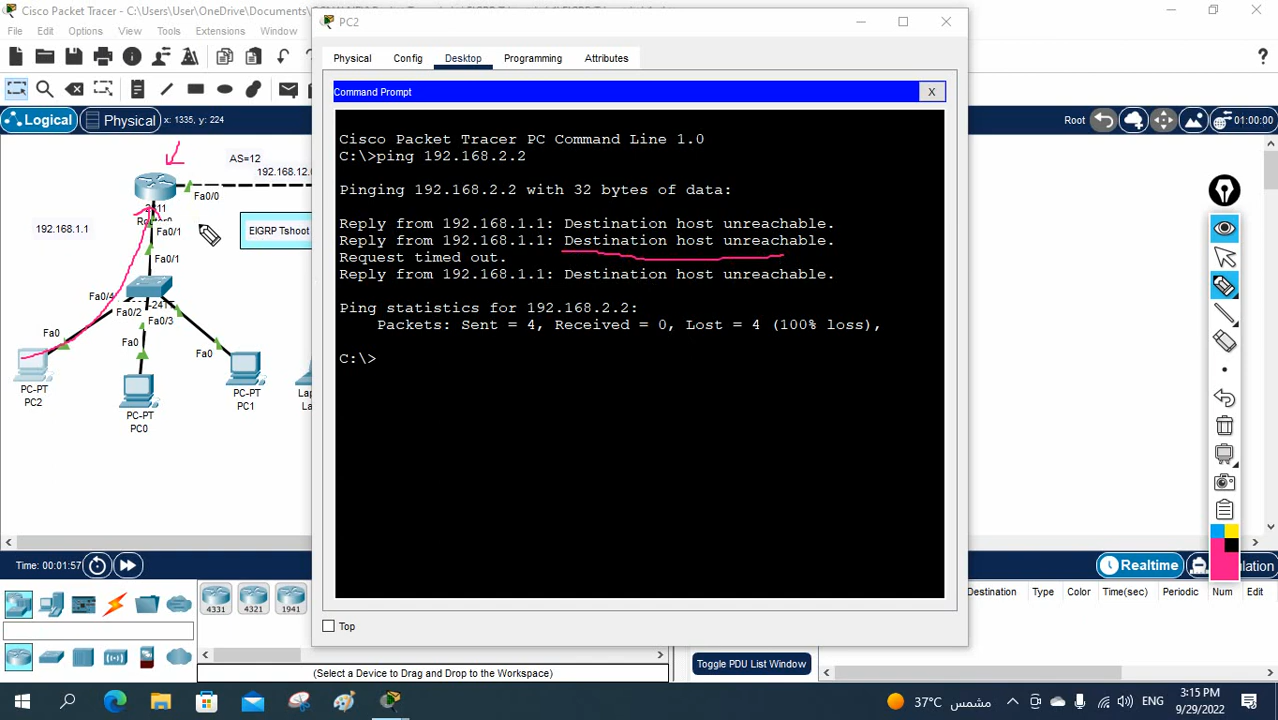 Cisco Packet Tracer - C:\Users\User\OneDrive\Documents\
PC2
File Edit Options View Tools Extensions Window
Physical Config Desktop Programming Attributes
?
Command Prompt
X
Logical Physical x: 1335, y: 224
Root
01:00:00
Cisco Packet Tracer PC Command Line 1.0
C:\>ping 192.168.2.2
Pinging 192.168.2.2 with 32 bytes of data:
Reply from 192.168.1.1: Destination host unreachable.
Reply from 192.168.1.1: Destination host unreachable.
Request timed out.
Reply from 192.168.1.1: Destination host unreachable.
Ping statistics for 192.168.2.2:
Packets: Sent = 4, Received = 0, Lost = 4 (100% loss),
C:\>
AS=12
192.168.12.0
Fa0/0
192.168.1.1
Fa0/1
EIGRP Tshoot
Fa0/4
Fa0/2
Fa0/3
Fa0
Fa0
Fa0
PC-PT
PC2
PC-PT
PC0
PC-PT
PC1
Top
Time: 00:01:57
Realtime
4331 4321 1941
(Select a Device to Drag and Drop to the Workspace)
Toggle PDU List Window
Destination Type Color Time(sec) Periodic Num Edit
37°C مشمس
ENG
3:15 PM
9/29/2022